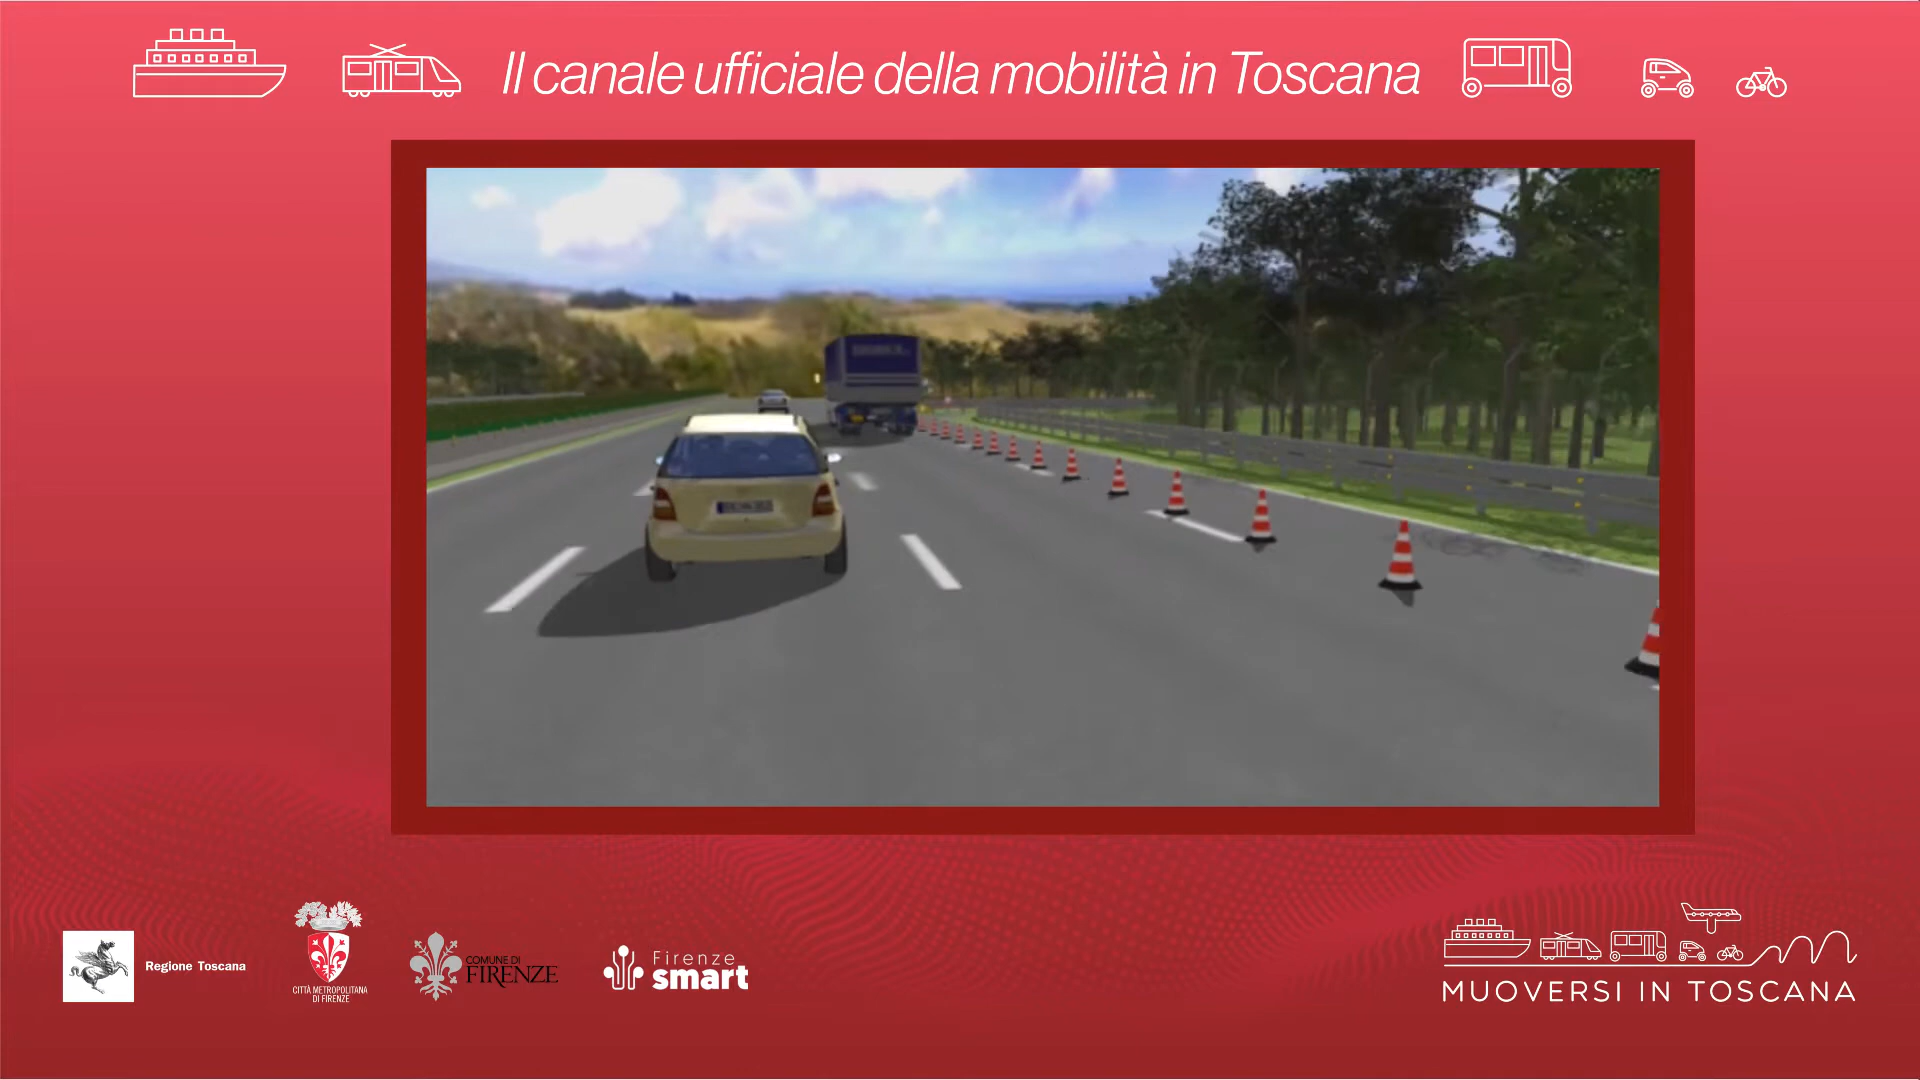 Il canale ufficiale della mobilità in Toscana
Regione Toscana
CITTÀ METROPOLITANA
DI FIRENZE
COMUNE DI
FIRENZE
Firenze
smart
MUOVERSI IN TOSCANA